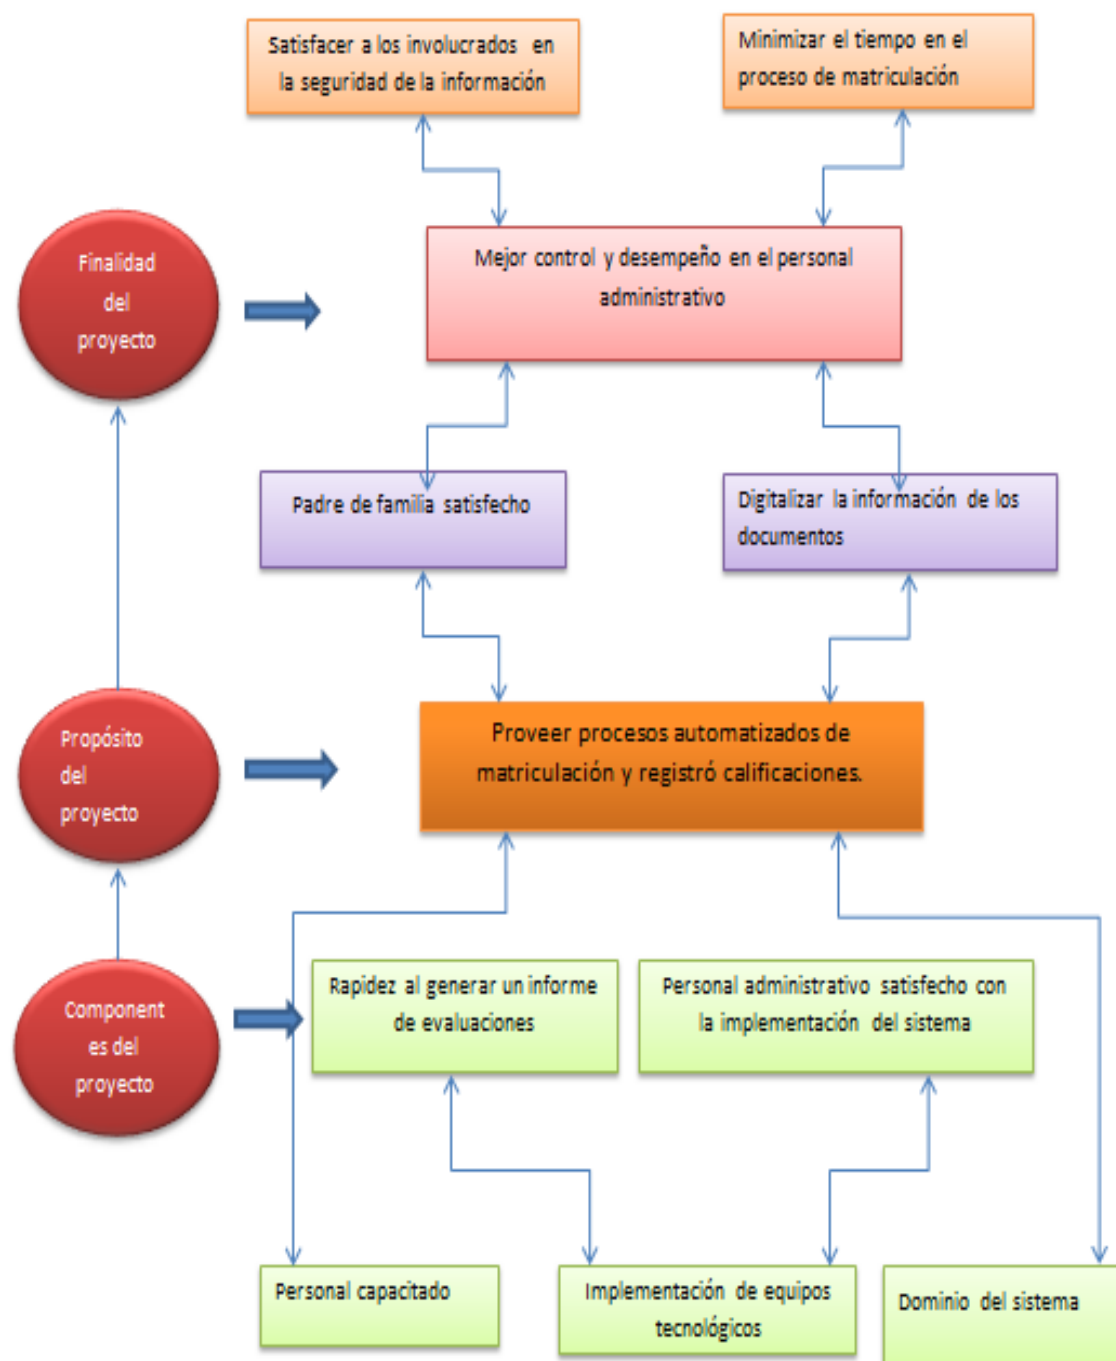 Satisfacer a los involucrados en
la seguridad de la información
Minimizar el tiempo en el
proceso de matriculación
Finalidad
del
proyecto
Mejor control y desempeño en el personal
administrativo
Padre de familia satisfecho
Digitalizar la información de los
documentos
Propósito
del
proyecto
Proveer procesos automatizados de
matriculación y registró calificaciones.
Component
es del
proyecto
Rapidez al generar un informe
de evaluaciones
Personal administrativo satisfecho con
la implementación del sistema
Personal capacitado
Implementación de equipos
tecnológicos
Dominio del sistema